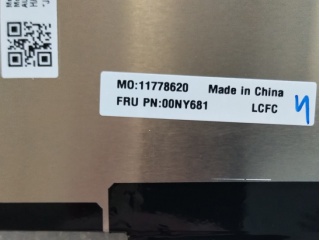 MO:11778620 Made in China
FRU PN:00NY681 LCFC